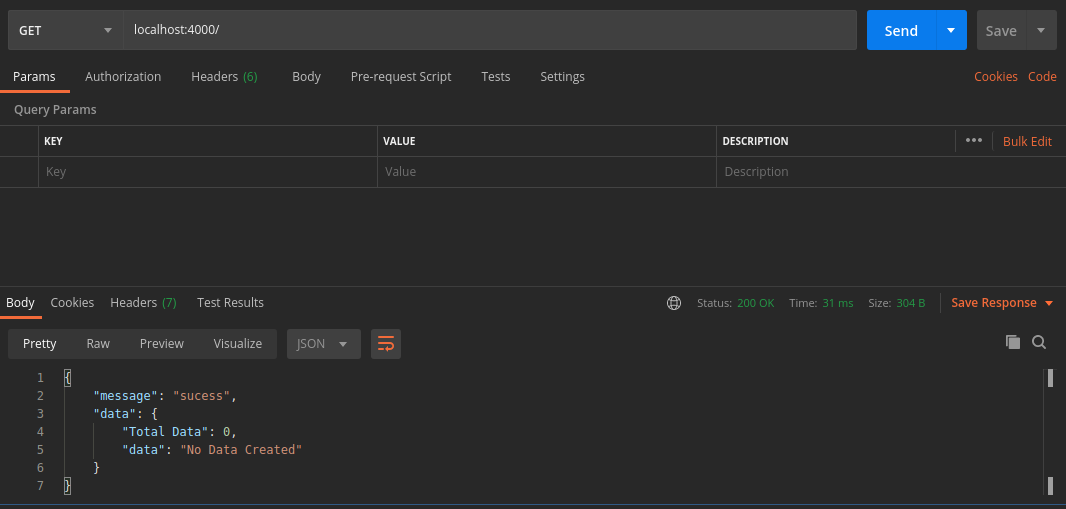 GET localhost:4000/ Send Save
Params Authorization Headers (6) Body Pre-request Script Tests Settings Cookies Code
Query Params
KEY VALUE DESCRIPTION ••• Bulk Edit
Key Value Description
Body Cookies Headers (7) Test Results Status: 200 OK Time: 31 ms Size: 304 B Save Response
Pretty Raw Preview Visualize JSON
1 {
2 "message": "sucess",
3 "data": {
4 "Total Data": 0,
5 "data": "No Data Created"
6 }
7 }